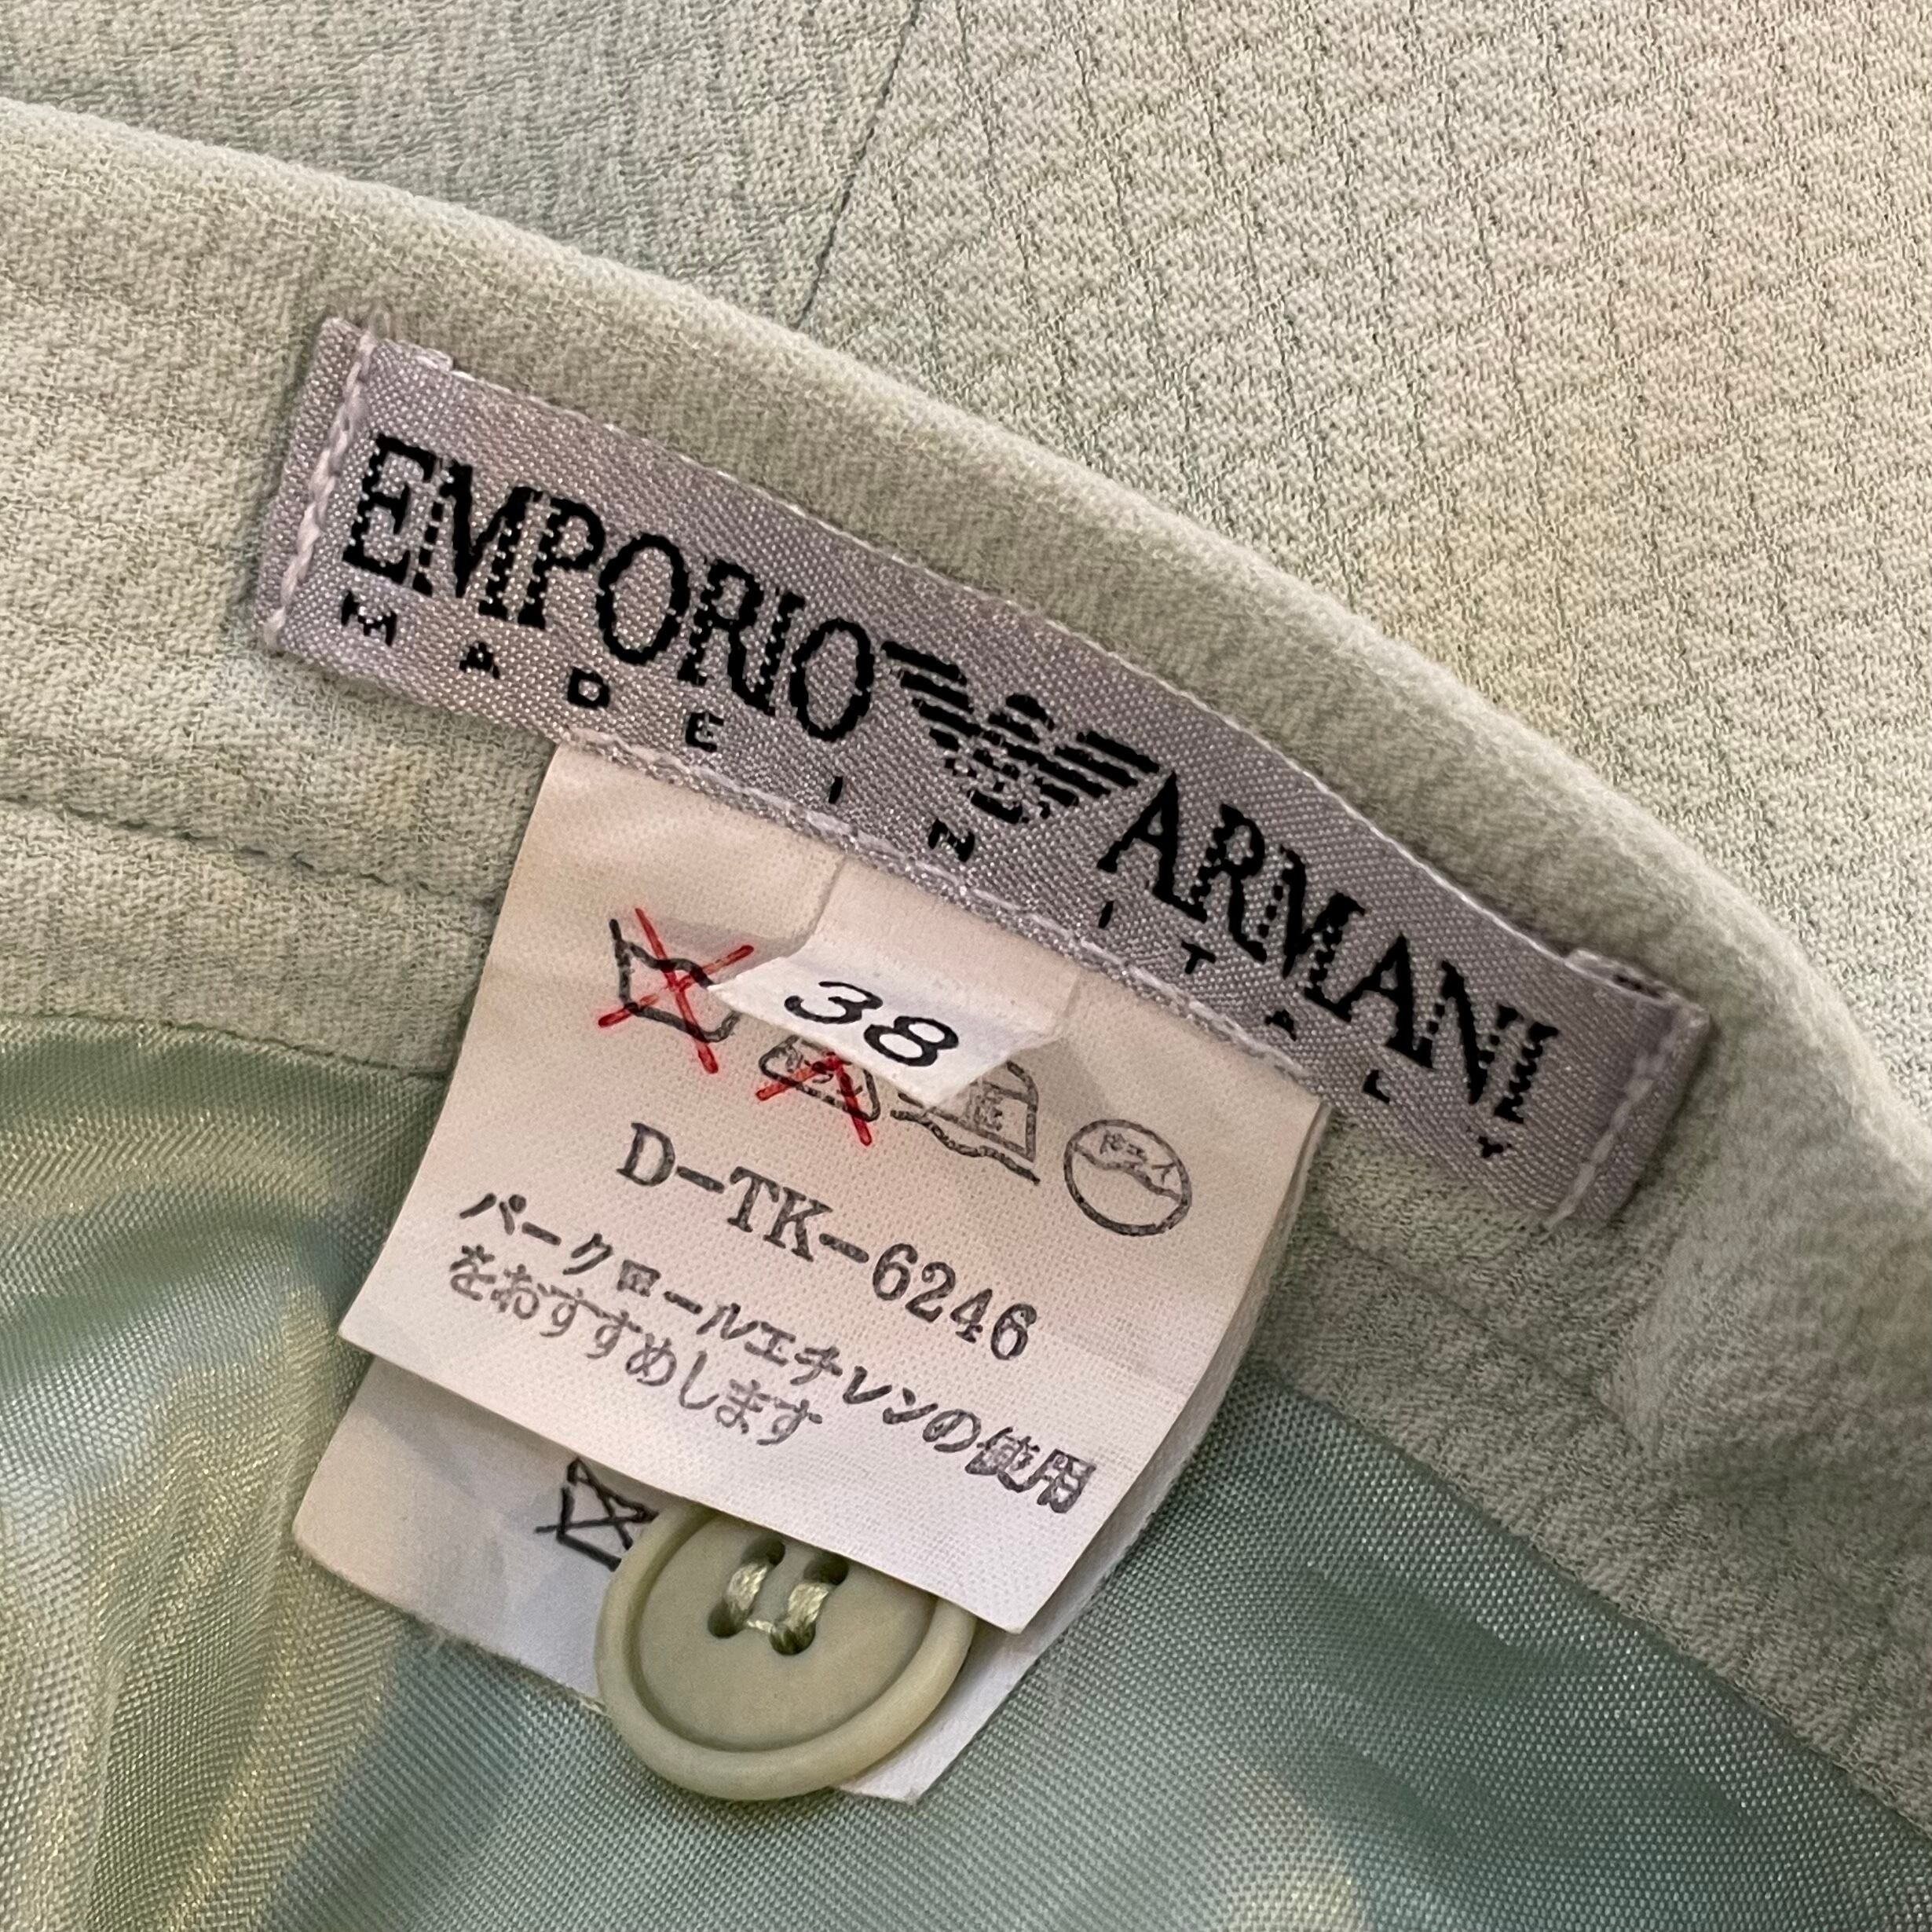 EMPORIO ARMANI
MADE IN ITALY
38
D-TK-6246
パークロールエチレンの使用
をおすすめします